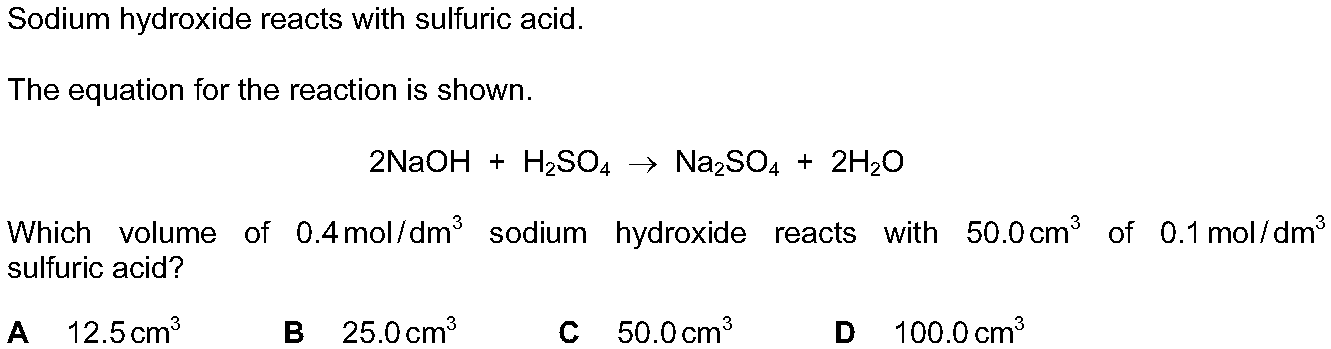 Sodium hydroxide reacts with sulfuric acid.
The equation for the reaction is shown.
2NaOH + H₂SO₄ → Na₂SO₄ + 2H₂O
Which volume of 0.4 mol/dm³ sodium hydroxide reacts with 50.0 cm³ of 0.1 mol/dm³
sulfuric acid?
A 12.5 cm³ B 25.0 cm³ C 50.0 cm³ D 100.0 cm³